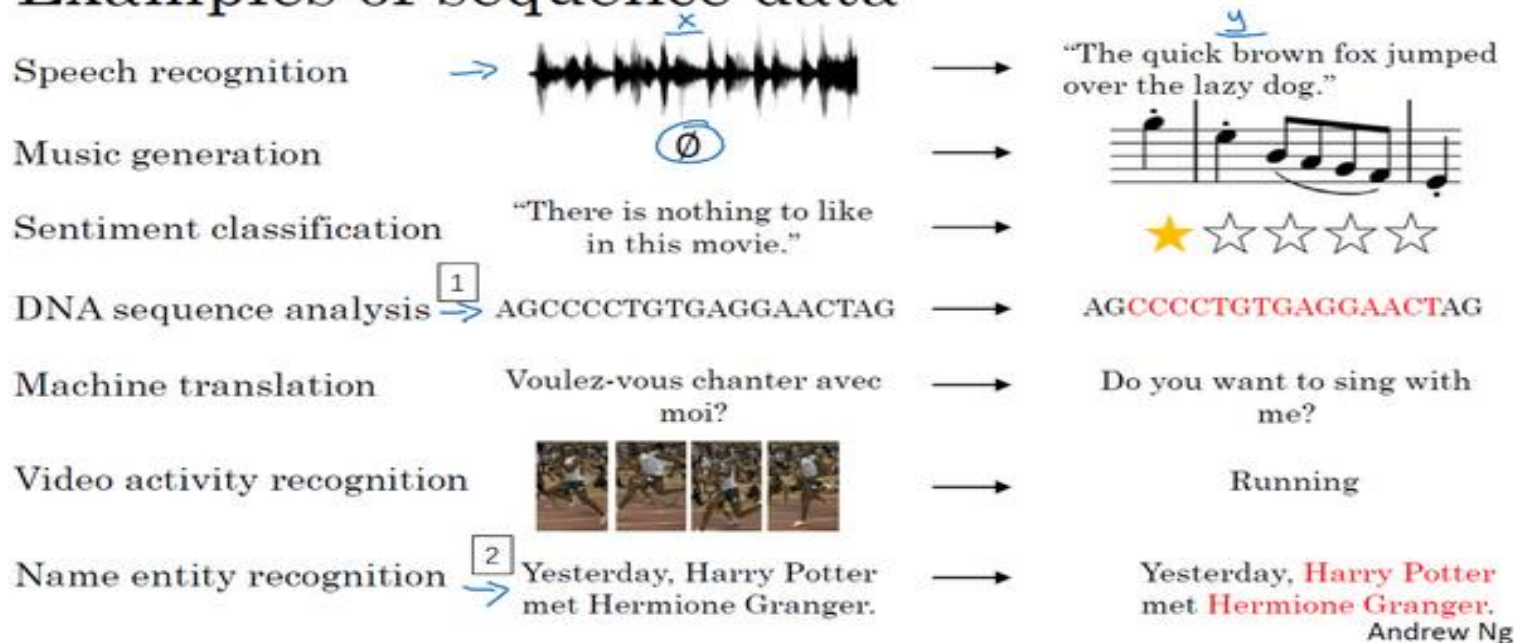 Examples of sequence data
x
y
Speech recognition
"The quick brown fox jumped
over the lazy dog."
Music generation
∅
Sentiment classification
"There is nothing to like
in this movie."
1
DNA sequence analysis
AGCCCCTGTGAGGAACTAG
AGCCCCTGTGAGGAACTAG
Machine translation
Voulez-vous chanter avec
moi?
Do you want to sing with
me?
Video activity recognition
Running
2
Name entity recognition
Yesterday, Harry Potter
met Hermione Granger.
Yesterday, Harry Potter
met Hermione Granger.
Andrew Ng